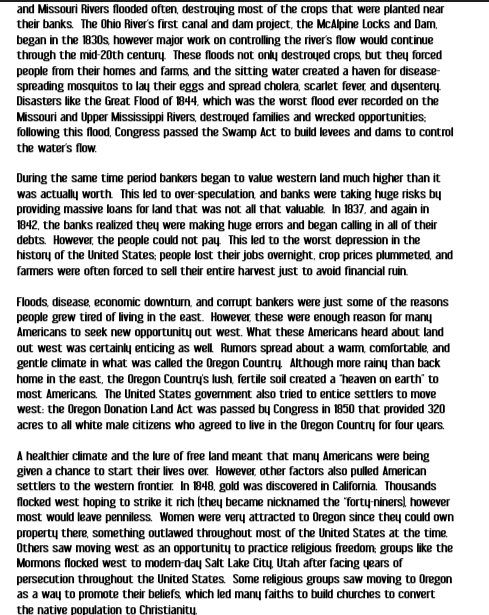 and Missouri Rivers flooded often, destroying most of the crops that were planted near
their banks. The Ohio River's first canal and dam project, the McAlpine Locks and Dam,
began in the 1830s, however major work on controlling the river's flow would continue
through the mid-20th century. These floods not only destroyed crops, but they forced
people from their homes and farms, and the sitting water created a haven for disease-
spreading mosquitos to lay their eggs and spread cholera, scarlet fever, and dysentery.
Disasters like the Great Flood of 1844, which was the worst flood ever recorded on the
Missouri and Upper Mississippi Rivers, destroyed families and wrecked opportunities;
following this flood, Congress passed the Swamp Act to build levees and dams to control
the water's flow.
During the same time period bankers began to value western land much higher than it
was actually worth. This led to over-speculation, and banks were taking huge risks by
providing massive loans for land that was not all that valuable. In 1837, and again in
1842, the banks realized they were making huge errors and began calling in all of their
debts. However, the people could not pay. This led to the worst depression in the
history of the United States; people lost their jobs overnight, crop prices plummeted, and
farmers were often forced to sell their entire harvest just to avoid financial ruin.
Floods, disease, economic downturn, and corrupt bankers were just some of the reasons
people grew tired of living in the east. However, these were enough reason for many
Americans to seek new opportunity out west. What these Americans heard about land
out west was certainly enticing as well. Rumors spread about a warm, comfortable, and
gentle climate in what was called the Oregon Country. Although more rainy than back
home in the east, the Oregon Country's lush, fertile soil created a "heaven on earth" to
most Americans. The United States government also tried to entice settlers to move
west: the Oregon Donation Land Act was passed by Congress in 1850 that provided 320
acres to all white male citizens who agreed to live in the Oregon Country for four years.
A healthier climate and the lure of free land meant that many Americans were being
given a chance to start their lives over. However, other factors also pulled American
settlers to the western frontier. In 1848, gold was discovered in California. Thousands
flocked west hoping to strike it rich (they became nicknamed the "forty-niners), however
most would leave penniless. Women were very attracted to Oregon since they could own
property there, something outlawed throughout most of the United States at the time.
Others saw moving west as an opportunity to practice religious freedom; groups like the
Mormons flocked west to modern-day Salt Lake City, Utah after facing years of
persecution throughout the United States. Some religious groups saw moving to Oregon
as a way to promote their beliefs, which led many faiths to build churches to convert
the native population to Christianity.